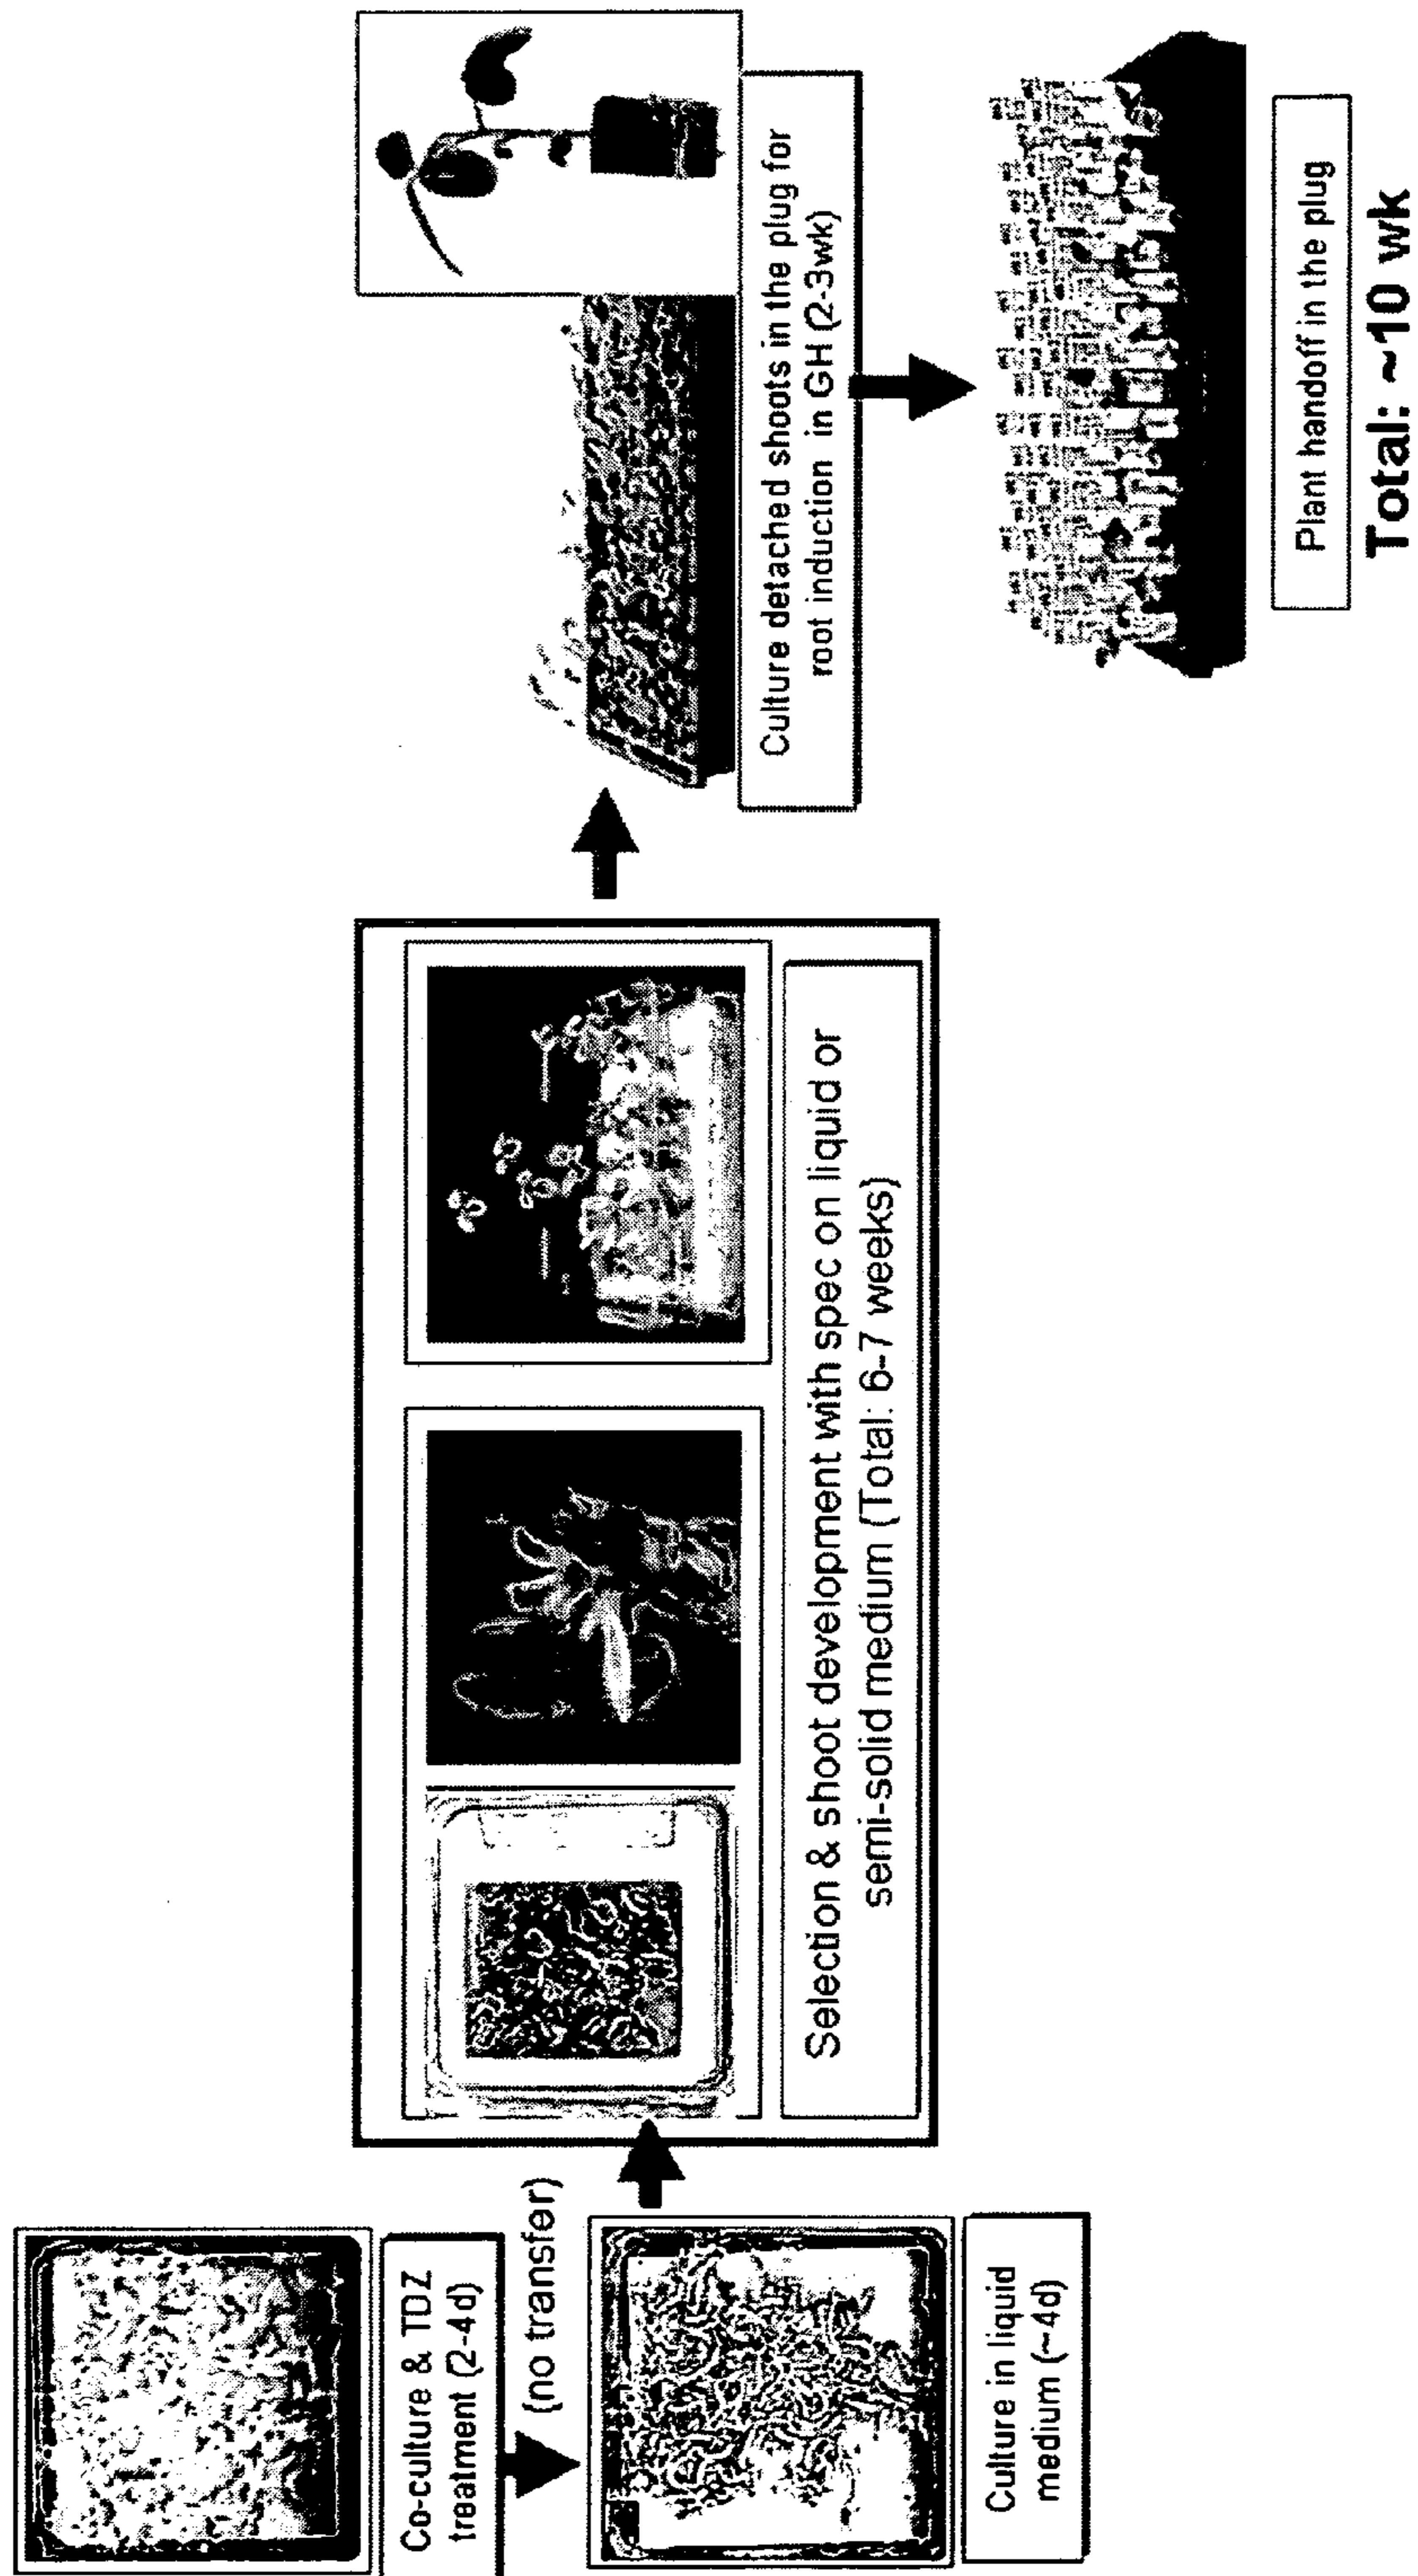 Co-culture & TDZ
treatment (2-4d)
(no transfer)
Culture in liquid
medium (~4d)
Selection & shoot development with spec on liquid or
semi-solid medium (Total: 6-7 weeks)
Culture detached shoots in the plug for
root induction in GH (2-3wk)
Plant handoff in the plug
Total: ~10 wk